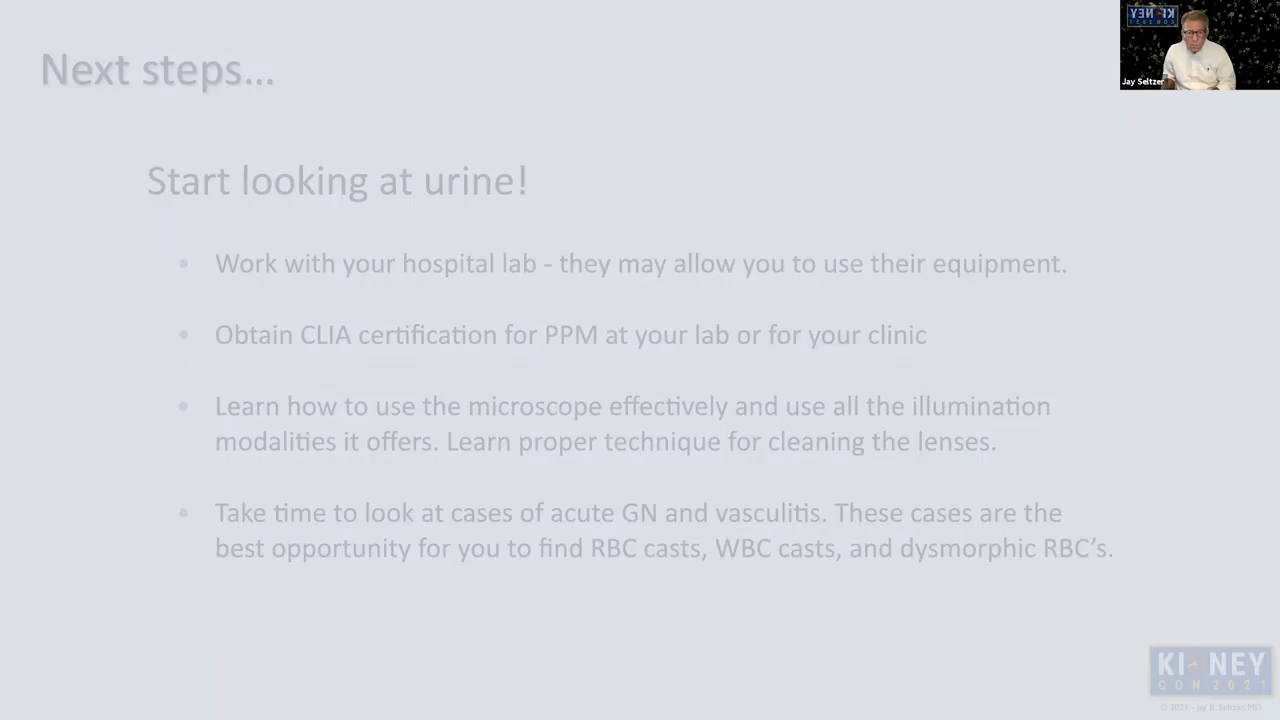 Next steps...
Start looking at urine!
• Work with your hospital lab - they may allow you to use their equipment.
• Obtain CLIA certification for PPM at your lab or for your clinic
• Learn how to use the microscope effectively and use all the illumination
modalities it offers. Learn proper technique for cleaning the lenses.
• Take time to look at cases of acute GN and vasculitis. These cases are the
best opportunity for you to find RBC casts, WBC casts, and dysmorphic RBC’s.
KIDNEY
CON 2021
Jay Seltzer
KIDNEY
CON 2021
© 2021 - Jay R. Seltzer, MD